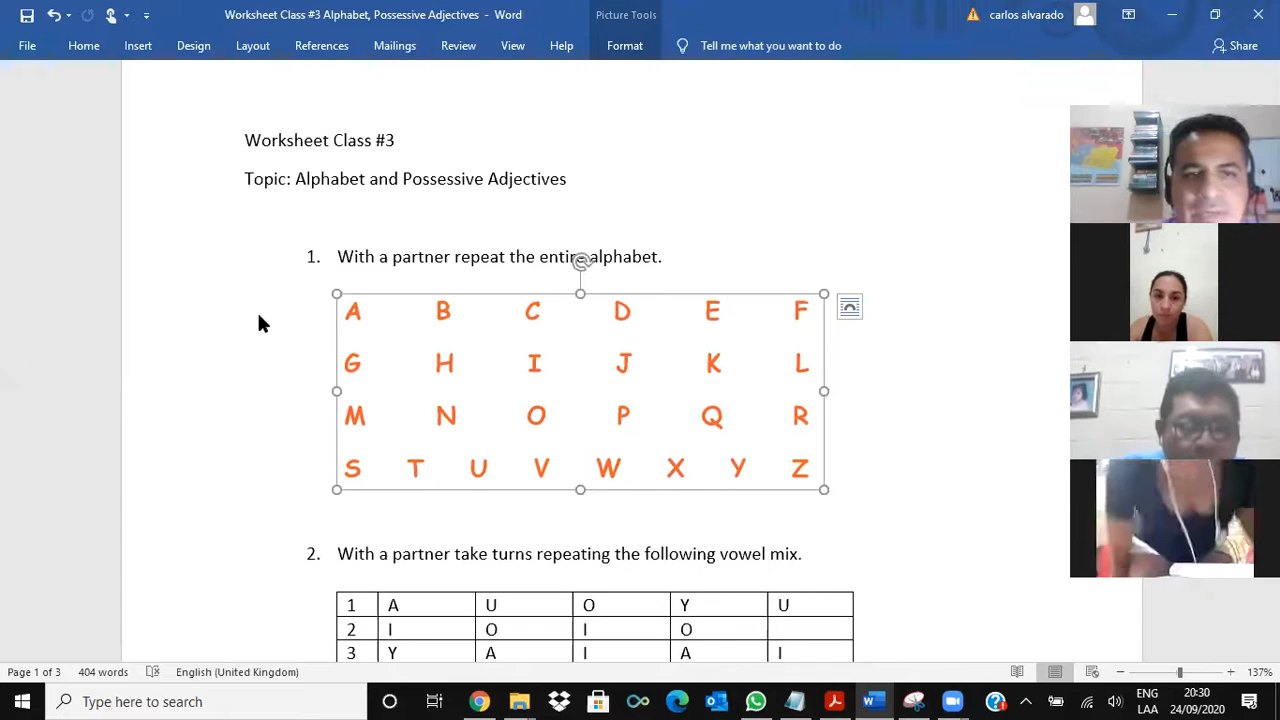 Worksheet Class #3 Alphabet, Possessive Adjectives - Word
Picture Tools
carlos alvarado
File Home Insert Design Layout References Mailings Review View Help Format Tell me what you want to do Share
Worksheet Class #3
Topic: Alphabet and Possessive Adjectives
1. With a partner repeat the entire alphabet.
A B C D E F
G H I J K L
M N O P Q R
S T U V W X Y Z
2. With a partner take turns repeating the following vowel mix.
1 A U O Y U
2 I O I O
3 Y A I A I
Page 1 of 3 404 words English (United Kingdom) 137%
Type here to search
ENG 20:30
LAA 24/09/2020